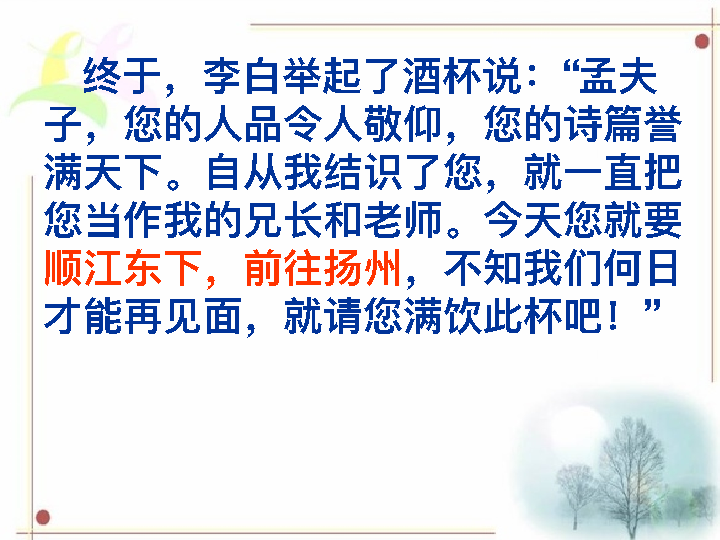 终于，李白举起了酒杯说：“孟夫
子，您的人品令人敬仰，您的诗篇誉
满天下。自从我结识了您，就一直把
您当作我的兄长和老师。今天您就要
顺江东下，前往扬州，不知我们何日
才能再见面，就请您满饮此杯吧！”